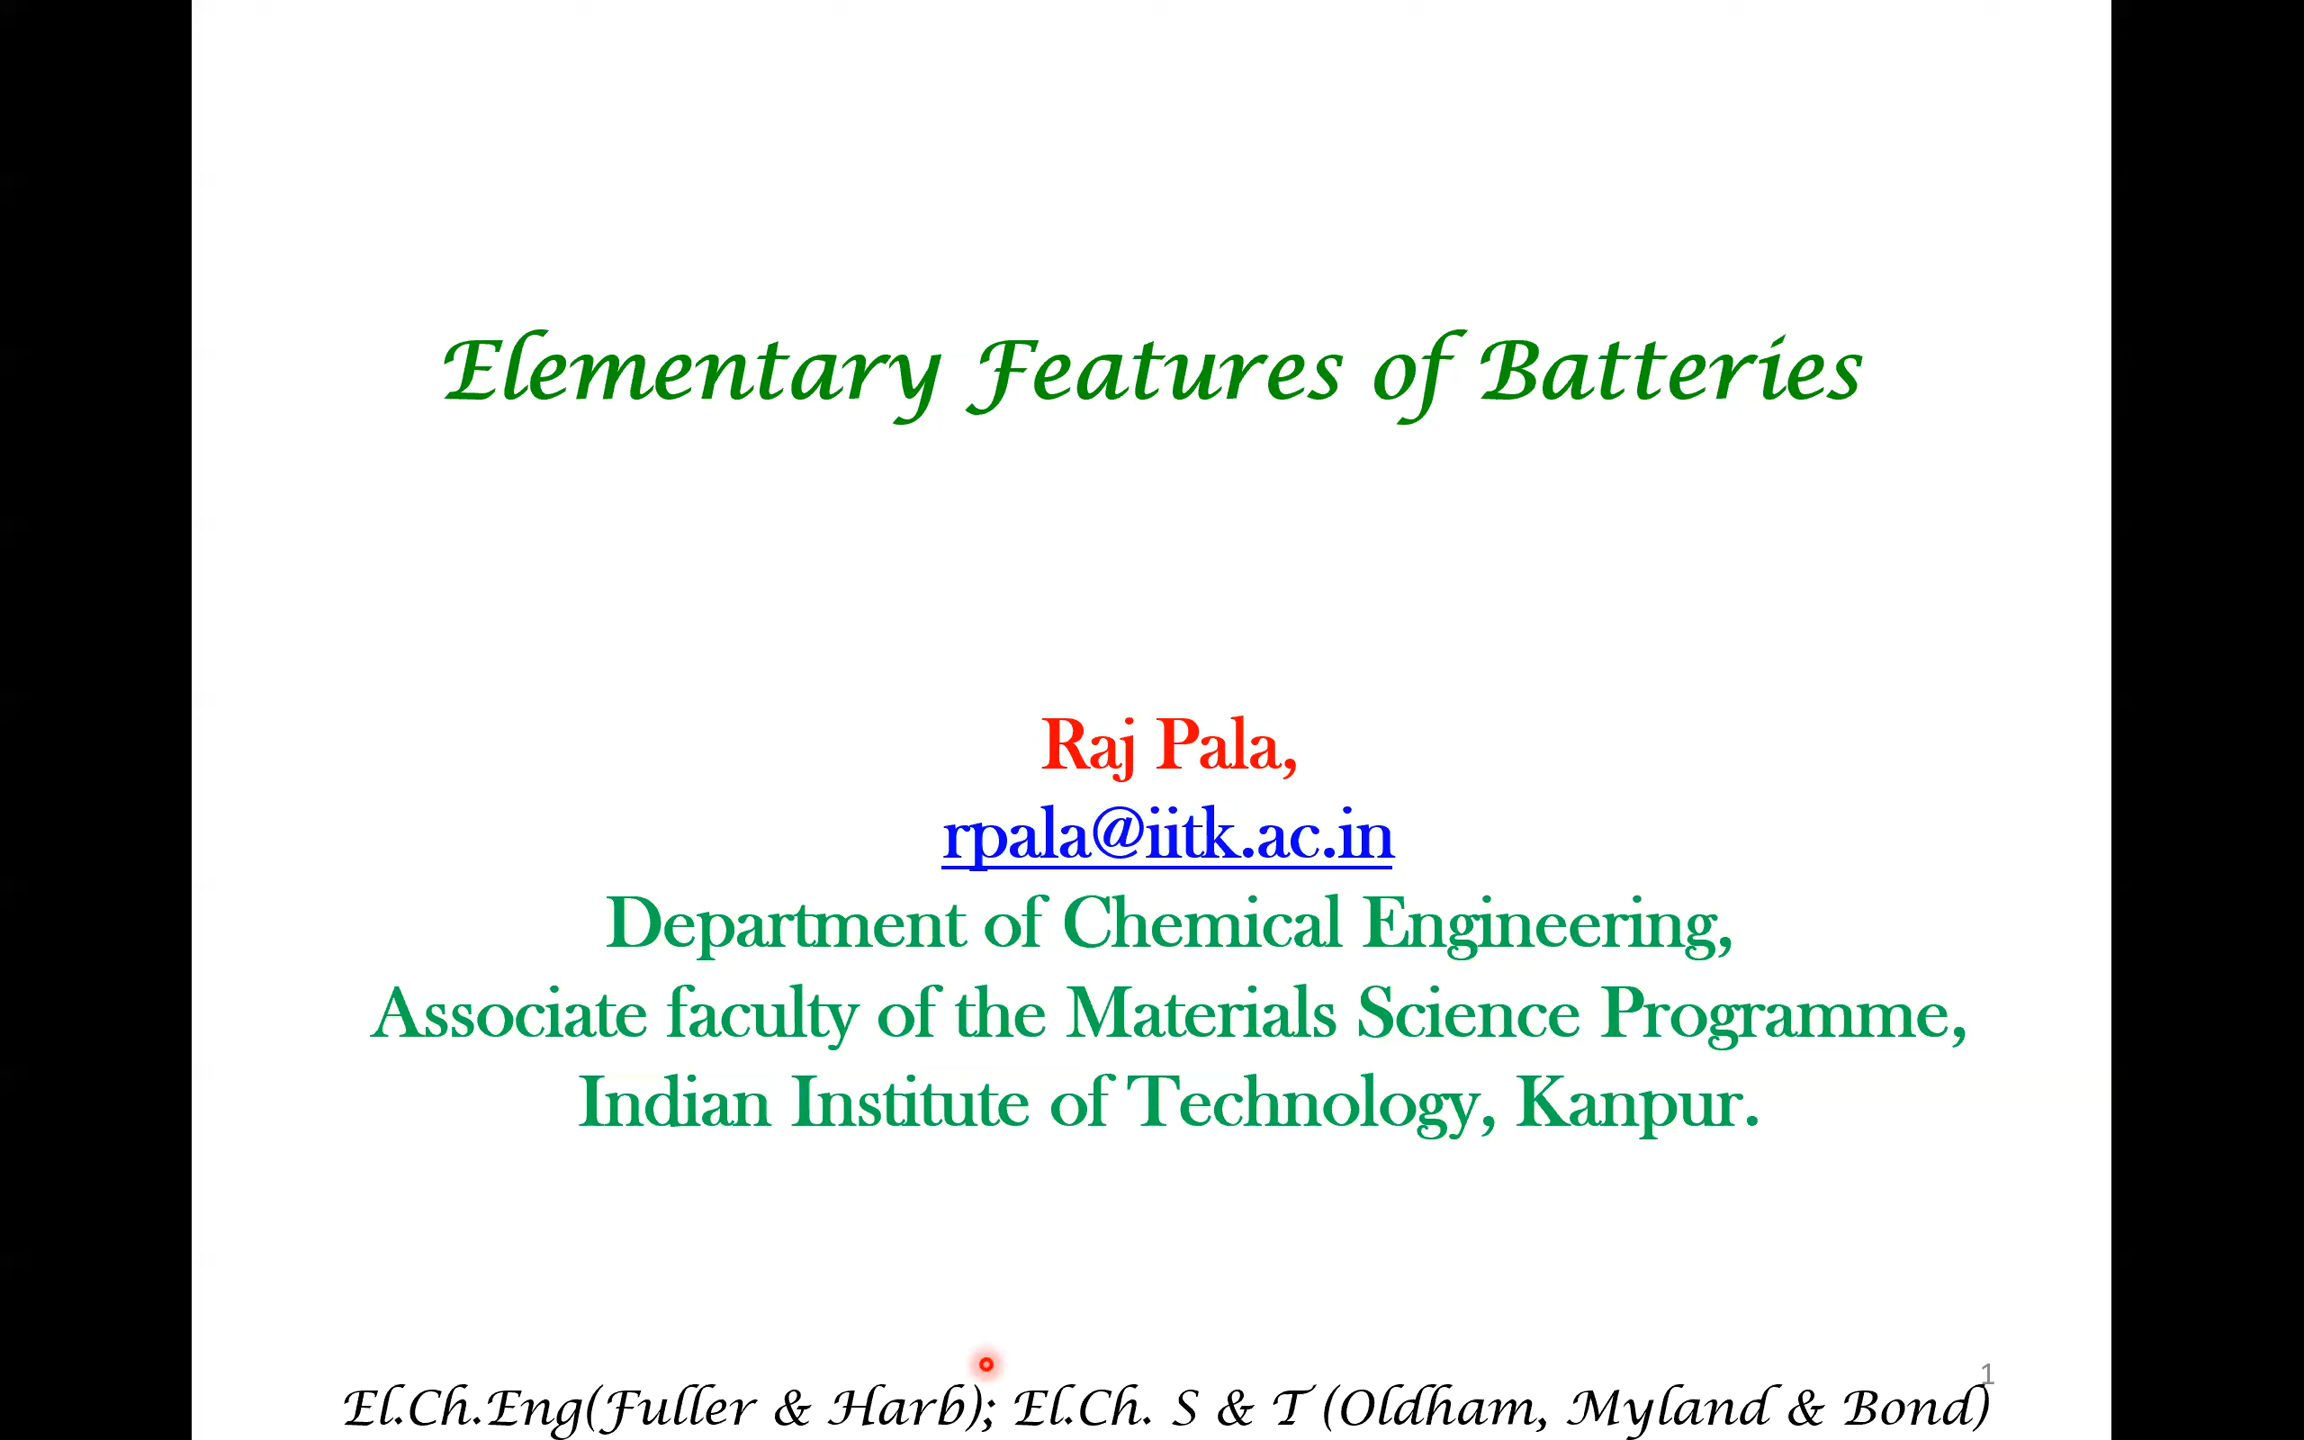 Elementary Features of Batteries
Raj Pala,
rpala@iitk.ac.in
Department of Chemical Engineering,
Associate faculty of the Materials Science Programme,
Indian Institute of Technology, Kanpur.
1
El.Ch.Eng(Fuller & Harb); El.Ch. S & T (Oldham, Myland & Bond)